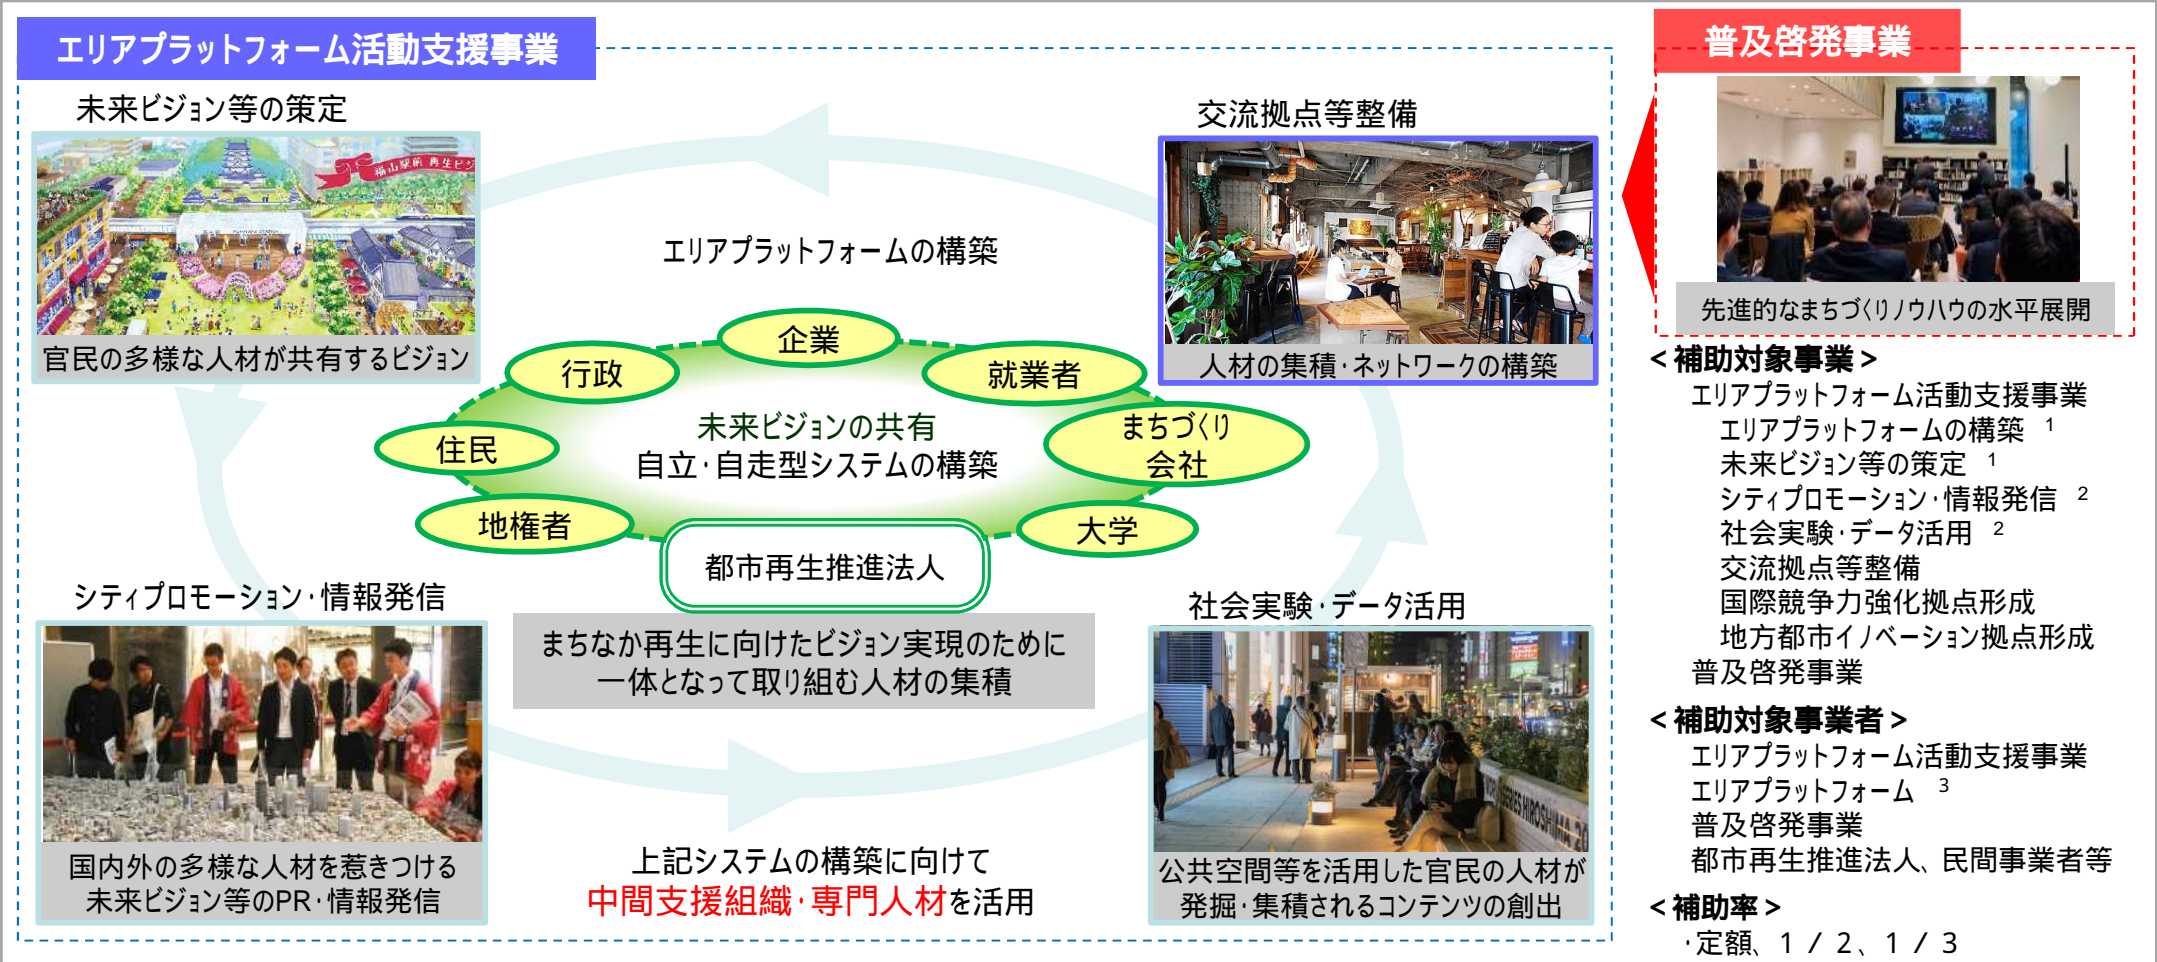 エリアプラットフォーム活動支援事業
未来ビジョン等の策定
福山駅前再生ビジ
官民の多様な人材が共有するビジョン
交流拠点等整備
人材の集積・ネットワークの構築
エリアプラットフォームの構築
企業
行政
就業者
住民
まちづくり
会社
地権者
大学
未来ビジョンの共有
自立・自走型システムの構築
都市再生推進法人
まちなか再生に向けたビジョン実現のために
一体となって取り組む人材の集積
シティプロモーション・情報発信
国内外の多様な人材を惹きつける
未来ビジョン等のPR・情報発信
社会実験・データ活用
SERIES HIROSHIMA 20
公共空間等を活用した官民の人材が
発掘・集積されるコンテンツの創出
上記システムの構築に向けて
中間支援組織・専門人材を活用
普及啓発事業
先進的なまちづくりノウハウの水平展開
＜補助対象事業＞
エリアプラットフォーム活動支援事業
エリアプラットフォームの構築 1
未来ビジョン等の策定 1
シティプロモーション・情報発信 2
社会実験・データ活用 2
交流拠点等整備
国際競争力強化拠点形成
地方都市イノベーション拠点形成
普及啓発事業
＜補助対象事業者＞
エリアプラットフォーム活動支援事業
エリアプラットフォーム 3
普及啓発事業
都市再生推進法人、民間事業者等
＜補助率＞
・定額、1／2、1／3